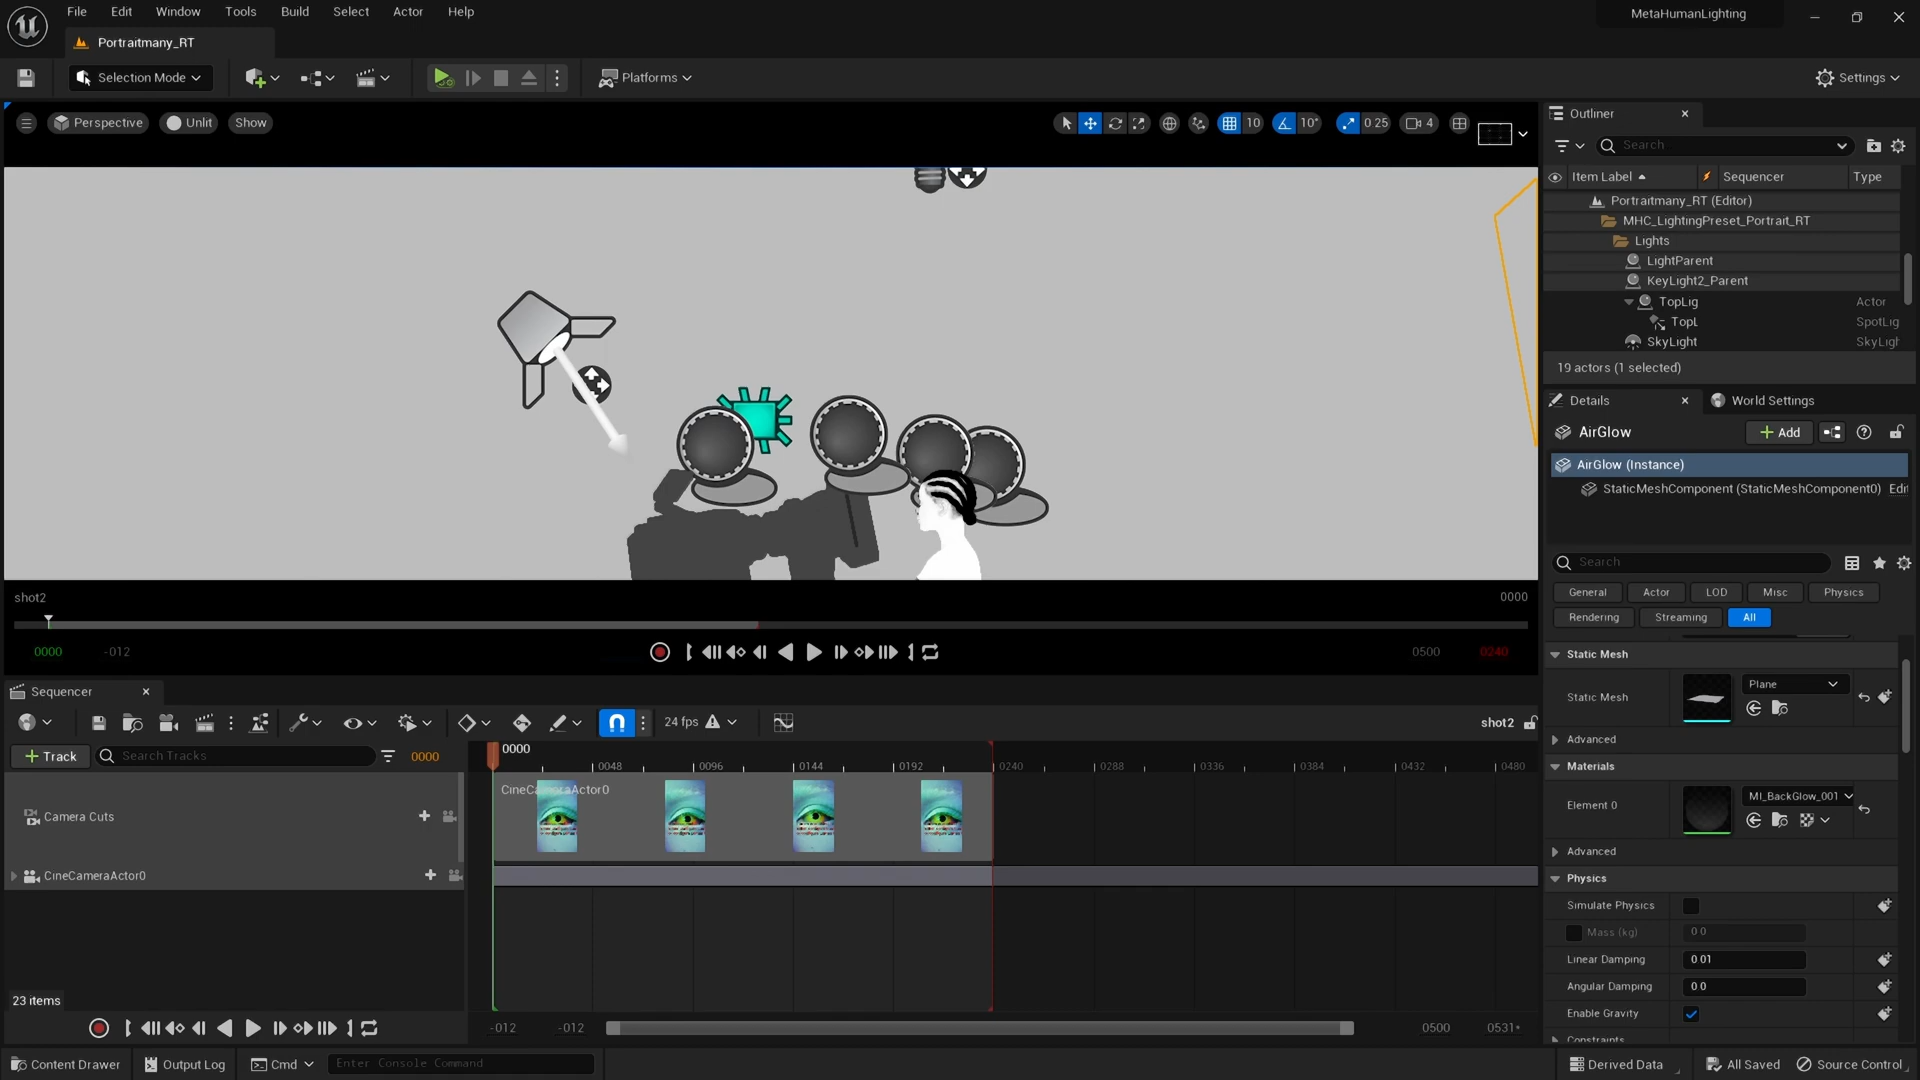 File Edit Window Tools Build Select Actor Help
MetaHumanLighting
Portraitmany_RT
Selection Mode
Platforms
Settings
Perspective Unlit Show
10 10° 0.25 4
Outliner
Search
Item Label Sequencer Type
Portraitmany_RT (Editor)
MHC_LightingPreset_Portrait_RT
Lights
LightParent
KeyLight2_Parent
TopLig Actor
TopL SpotLig
SkyLight SkyLigh
19 actors (1 selected)
Details World Settings
AirGlow Add
AirGlow (Instance)
StaticMeshComponent (StaticMeshComponent0) Edi
Search
General Actor LOD Misc Physics
Rendering Streaming All
Static Mesh
Static Mesh Plane
Advanced
Materials
Element 0 MI_BackGlow_001
Advanced
Physics
Simulate Physics
Mass (kg) 0.0
Linear Damping 0.01
Angular Damping 0.0
Enable Gravity
Constraints
shot2 0000
0000 -012 0500 0240
Sequencer
24 fps shot2
Track Search Tracks 0000
0000
0048 0096 0144 0192 0240 0288 0336 0384 0432 0480
CineCameraActor0
Camera Cuts
CineCameraActor0
23 items
-012 -012 0500 0531*
Content Drawer Output Log Cmd Enter Console Command
Derived Data All Saved Source Control